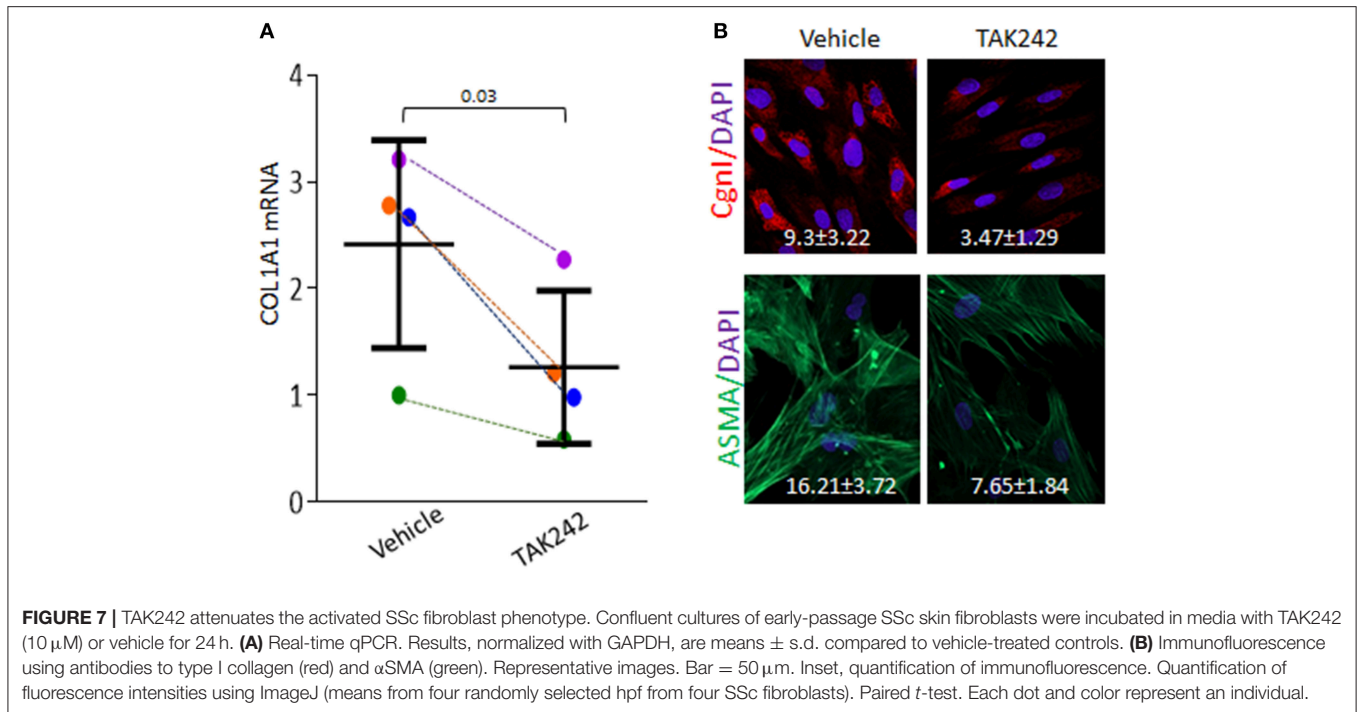 A
4
3
2
1
0
COL1A1 mRNA
0.03
Vehicle
TAK242
B
Vehicle
TAK242
CgnI/DAPI
9.3±3.22
3.47±1.29
ASMA/DAPI
16.21±3.72
7.65±1.84
FIGURE 7 | TAK242 attenuates the activated SSc fibroblast phenotype. Confluent cultures of early-passage SSc skin fibroblasts were incubated in media with TAK242
(10 μM) or vehicle for 24 h. (A) Real-time qPCR. Results, normalized with GAPDH, are means ± s.d. compared to vehicle-treated controls. (B) Immunofluorescence
using antibodies to type I collagen (red) and αSMA (green). Representative images. Bar = 50 μm. Inset, quantification of immunofluorescence. Quantification of
fluorescence intensities using ImageJ (means from four randomly selected hpf from four SSc fibroblasts). Paired t-test. Each dot and color represent an individual.